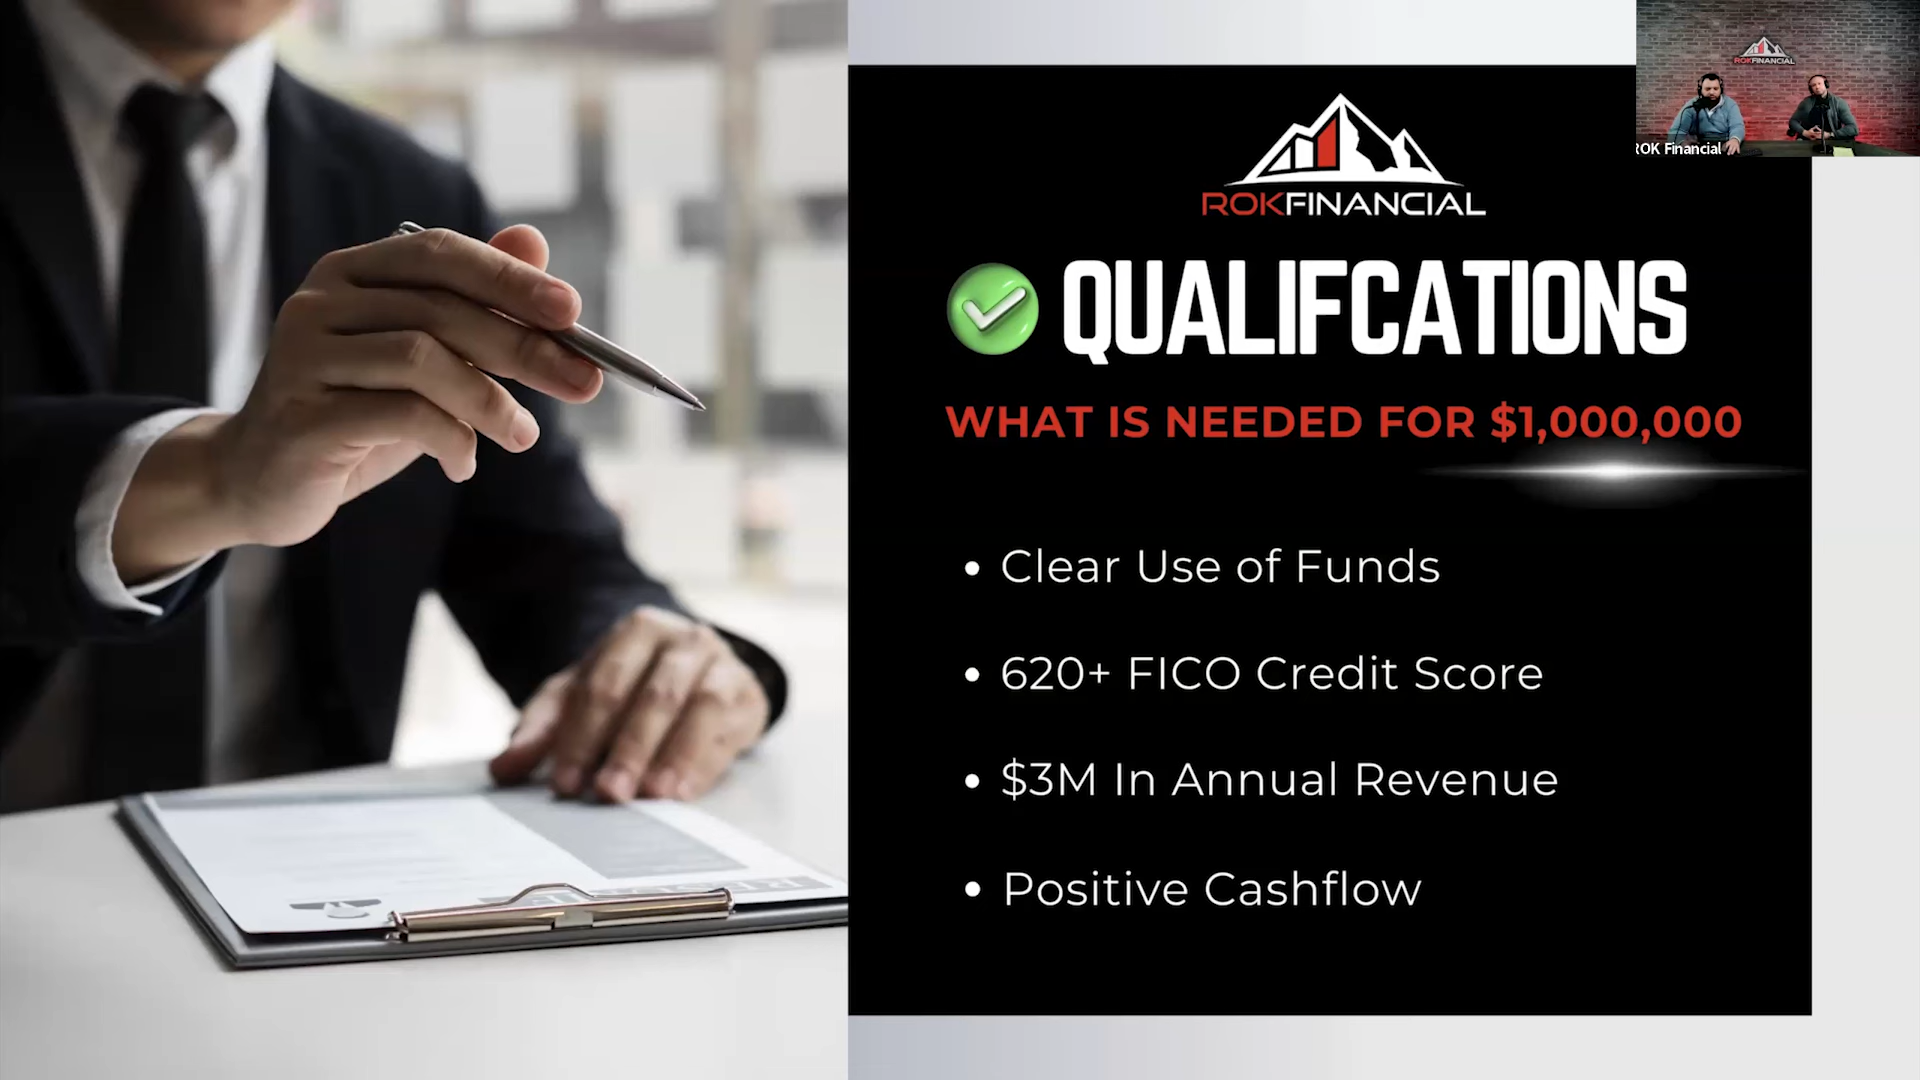 ROKFINANCIAL
ROK Financial
ROKFINANCIAL
QUALIFCATIONS
WHAT IS NEEDED FOR $1,000,000
• Clear Use of Funds
• 620+ FICO Credit Score
• $3M In Annual Revenue
• Positive Cashflow